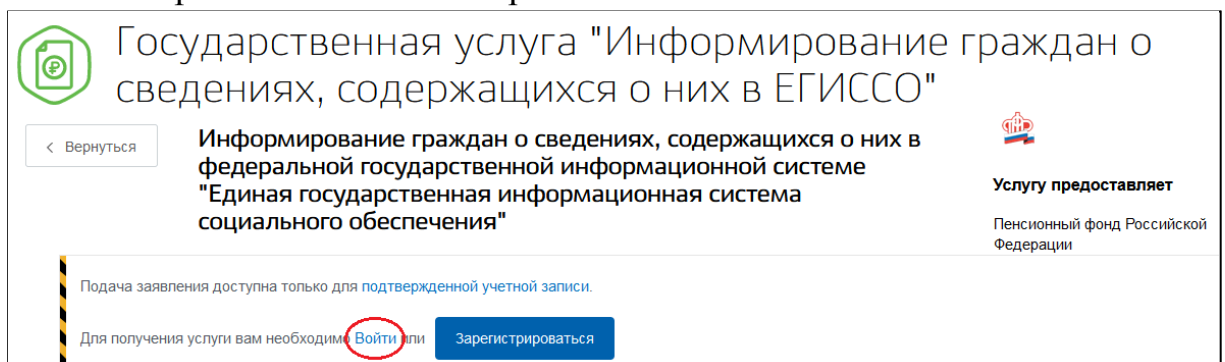 Государственная услуга "Информирование граждан о
сведениях, содержащихся о них в ЕГИССО"
Вернуться
Информирование граждан о сведениях, содержащихся о них в
федеральной государственной информационной системе
"Единая государственная информационная система
социального обеспечения"
Услугу предоставляет
Пенсионный фонд Российской
Федерации
Подача заявления доступна только для подтвержденной учетной записи.
Для получения услуги вам необходимо Войти или Зарегистрироваться